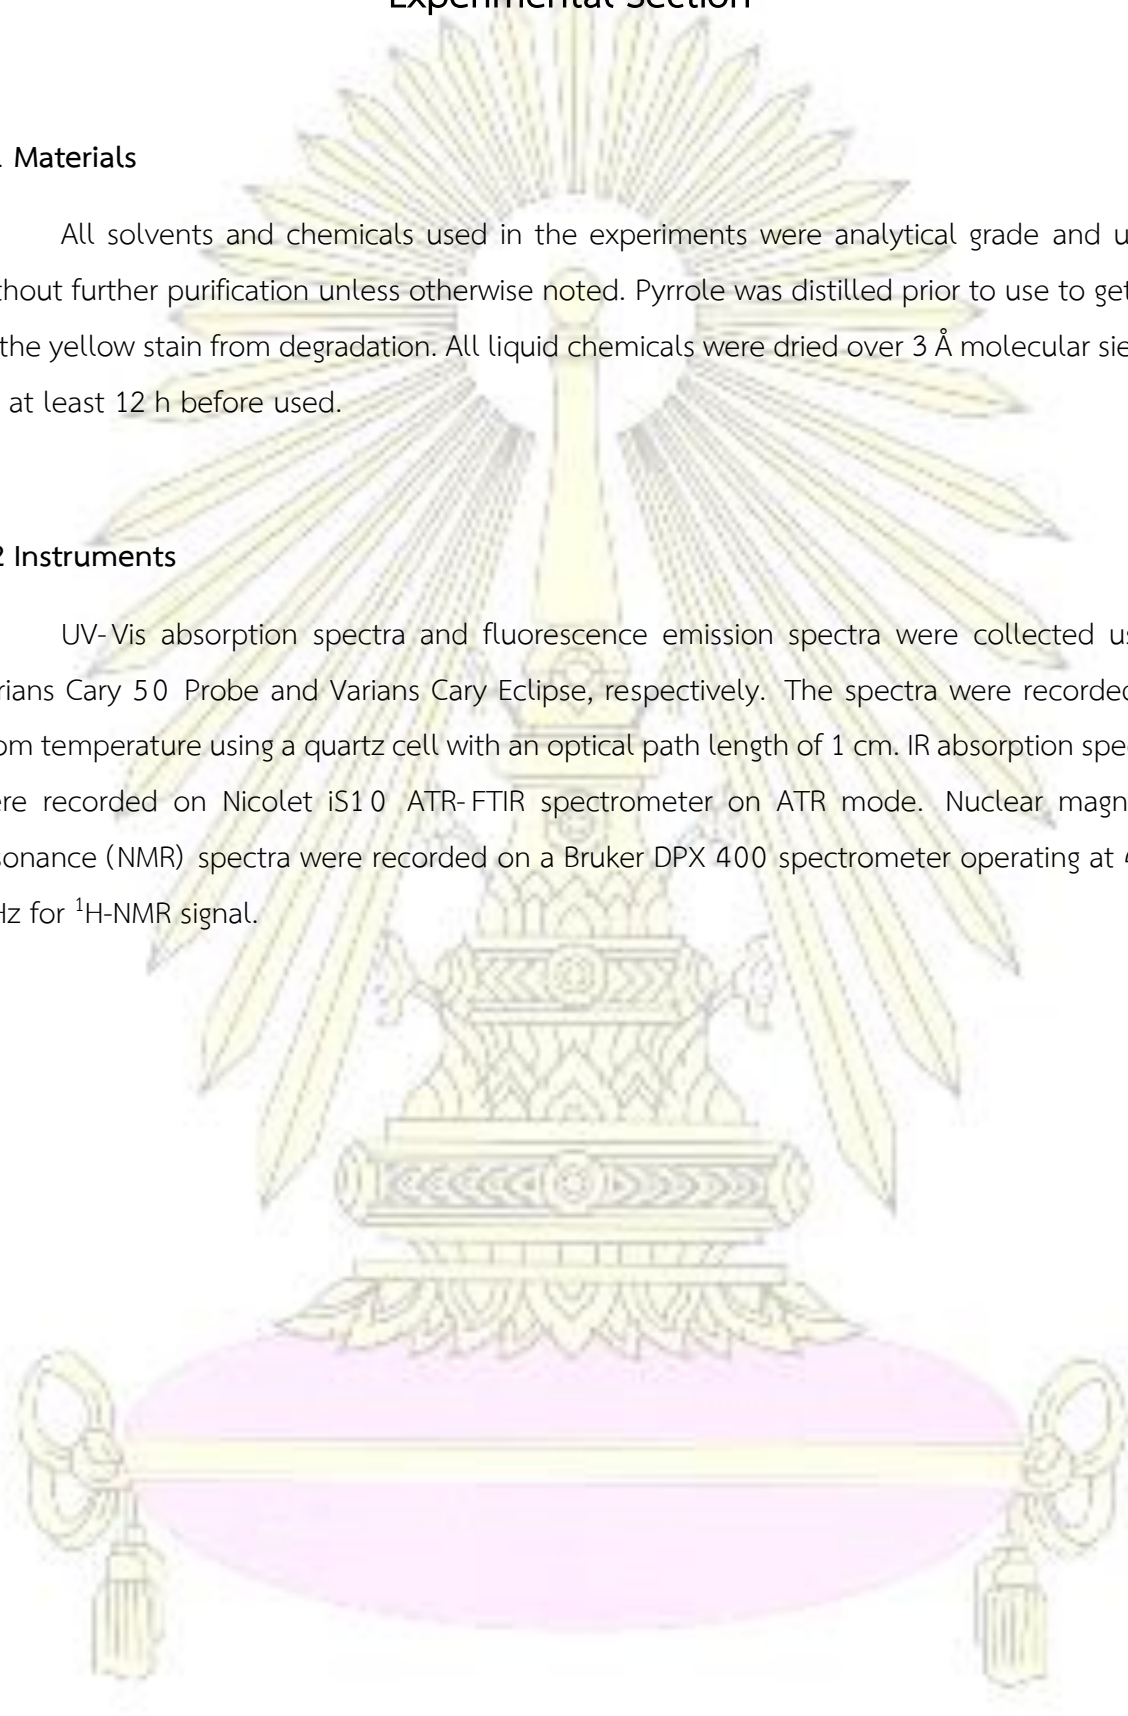 Experimental Section
Materials
All solvents and chemicals used in the experiments were analytical grade and u
thout further purification unless otherwise noted. Pyrrole was distilled prior to use to get
the yellow stain from degradation. All liquid chemicals were dried over 3 Å molecular sie
at least 12 h before used.
2 Instruments
UV-Vis absorption spectra and fluorescence emission spectra were collected us
rians Cary 50 Probe and Varians Cary Eclipse, respectively. The spectra were recorded
om temperature using a quartz cell with an optical path length of 1 cm. IR absorption spec
ere recorded on Nicolet iS10 ATR-FTIR spectrometer on ATR mode. Nuclear magn
sonance (NMR) spectra were recorded on a Bruker DPX 400 spectrometer operating at
Hz for ¹H-NMR signal.